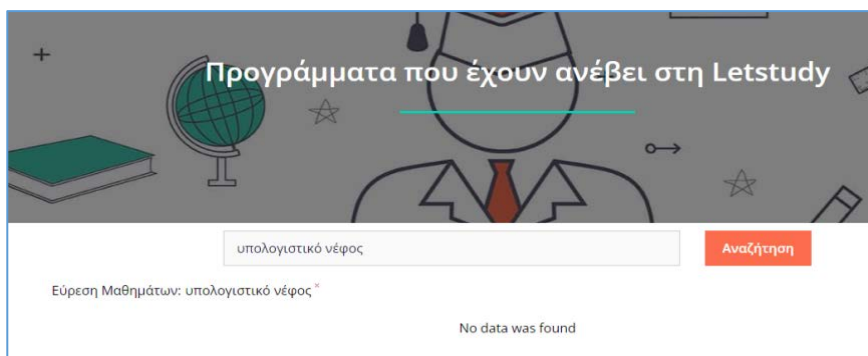 Προγράμματα που έχουν ανέβει στη Letstudy
υπολογιστικό νέφος
Αναζήτηση
Εύρεση Μαθημάτων: υπολογιστικό νέφος ×
No data was found